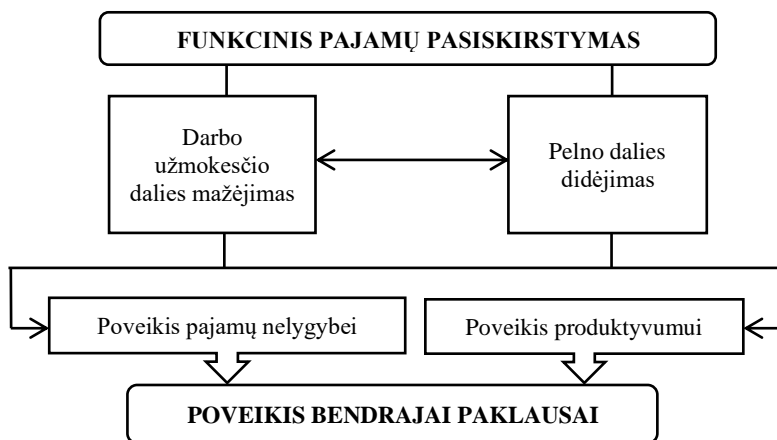 FUNKCINIS PAJAMŲ PASISKIRSTYMAS
Darbo
užmokesčio
dalies mažėjimas
Pelno dalies
didėjimas
Poveikis pajamų nelygybei
Poveikis produktyvumui
POVEIKIS BENDRAJAI PAKLAUSAI